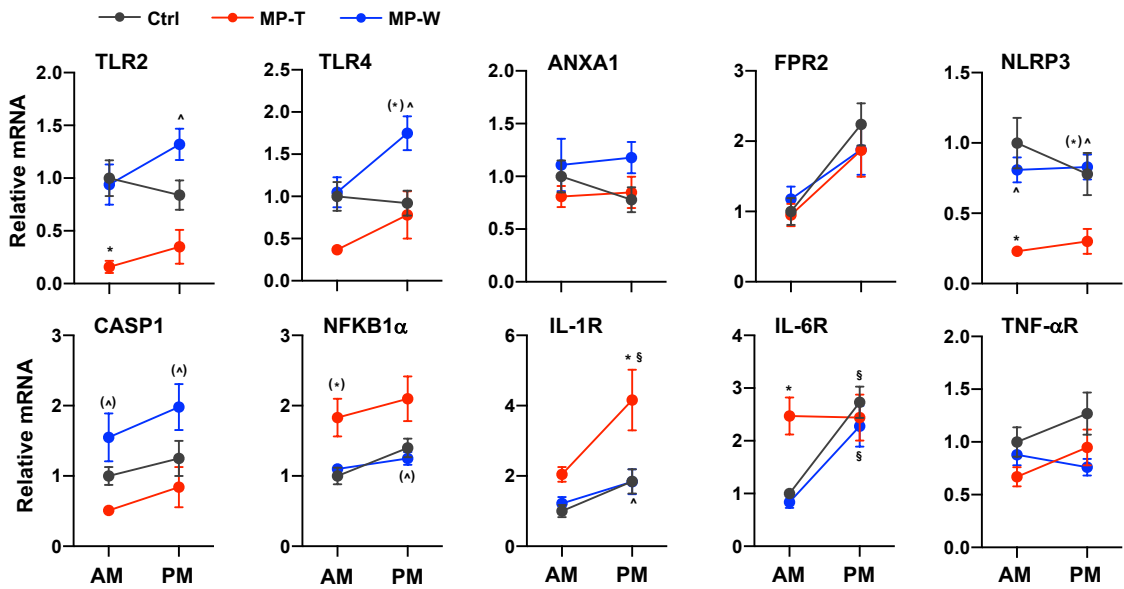 Ctrl MP-T MP-W
TLR2 TLR4 ANXA1 FPR2 NLRP3
Relative mRNA
2.0 1.5 1.0 0.5 0.0
^
*
2.5 2.0 1.5 1.0 0.5 0.0
(*) ^
2.0 1.5 1.0 0.5 0.0
3 2 1 0
1.5 1.0 0.5 0.0
(*) ^
^
*
CASP1 NFKB1α IL-1R IL-6R TNF-αR
Relative mRNA
3 2 1 0
(^) (^)
3 2 1 0
(*)
(^)
6 4 2 0
* §
^
4 3 2 1 0
*
§
§
2.0 1.5 1.0 0.5 0.0
AM PM AM PM AM PM AM PM AM PM